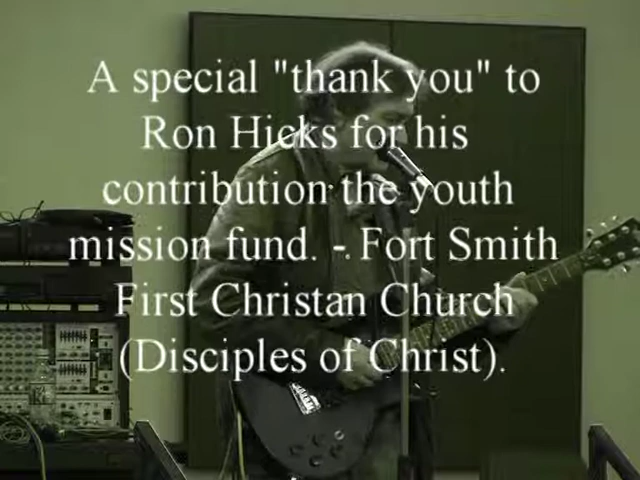 A special "thank you" to
Ron Hicks for his
contribution the youth
mission fund. - Fort Smith
First Christan Church
(Disciples of Christ).